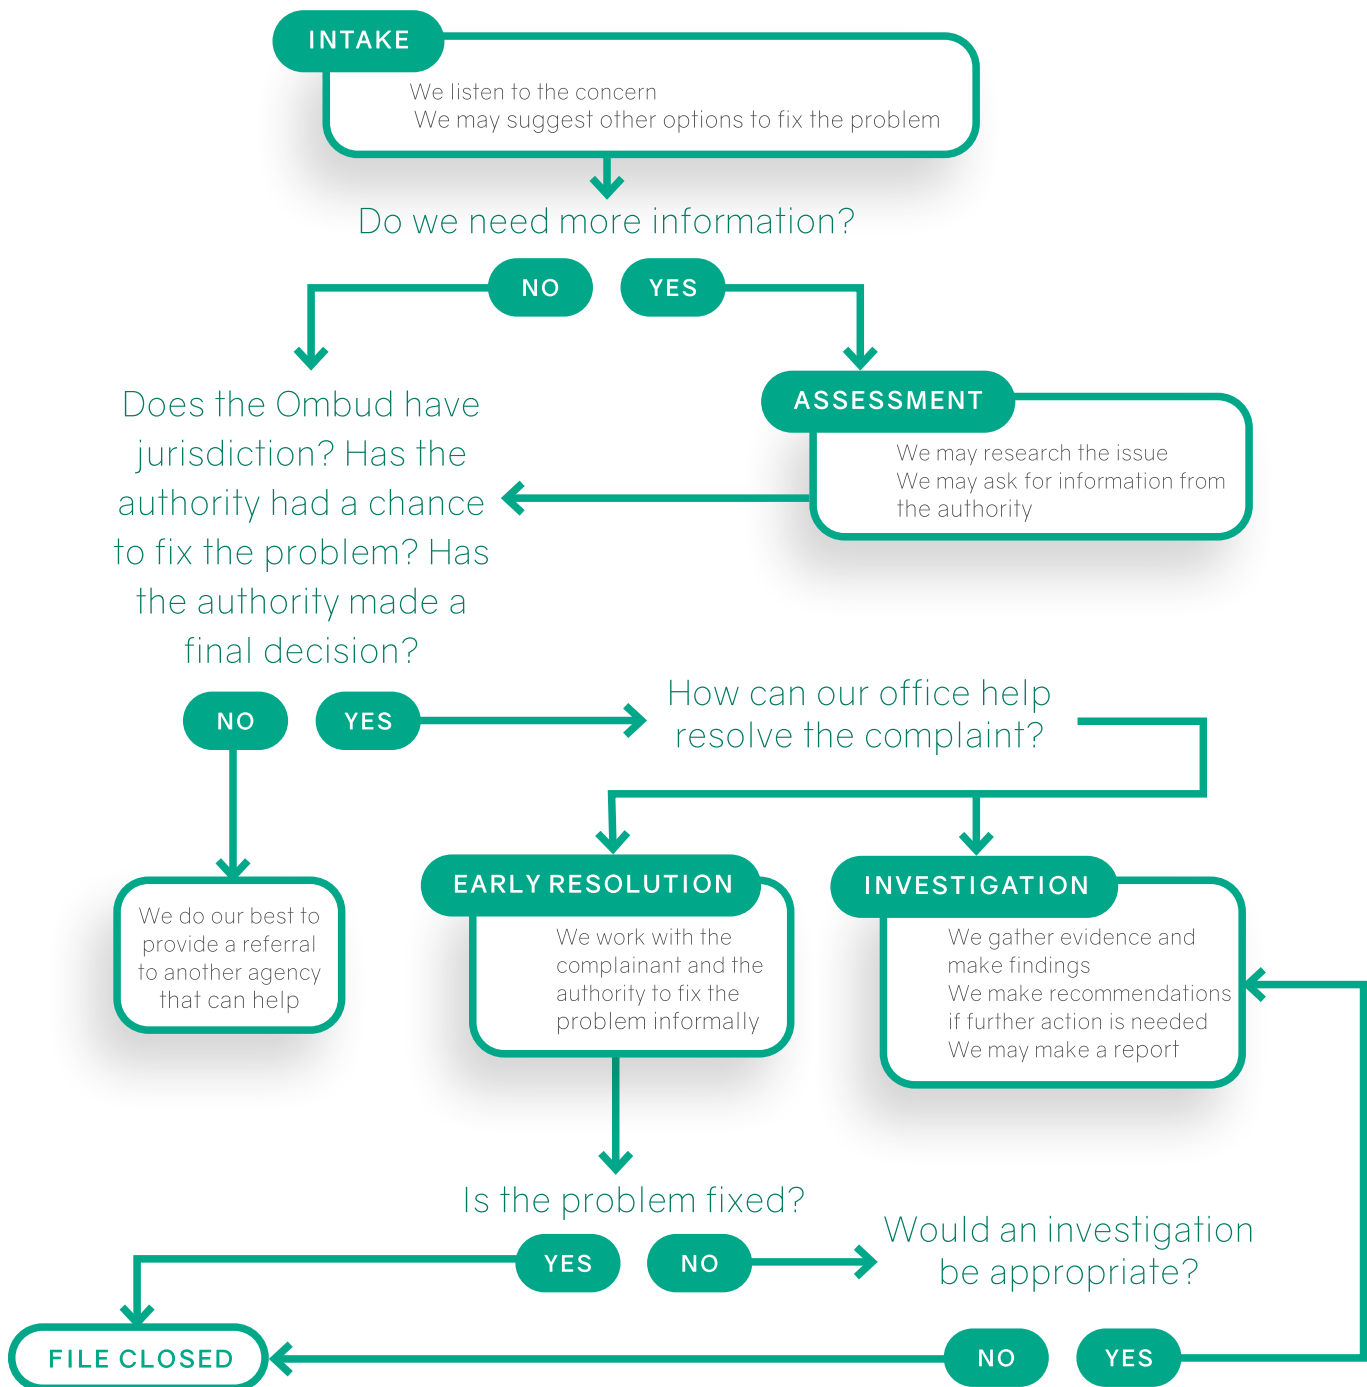 INTAKE
We listen to the concern
We may suggest other options to fix the problem
Do we need more information?
NO
YES
Does the Ombud have
jurisdiction? Has the
authority had a chance
to fix the problem? Has
the authority made a
final decision?
ASSESSMENT
We may research the issue
We may ask for information from
the authority
NO
YES
How can our office help
resolve the complaint?
We do our best to
provide a referral
to another agency
that can help
EARLY RESOLUTION
We work with the
complainant and the
authority to fix the
problem informally
INVESTIGATION
We gather evidence and
make findings
We make recommendations
if further action is needed
We may make a report
Is the problem fixed?
YES
NO
Would an investigation
be appropriate?
FILE CLOSED
NO
YES